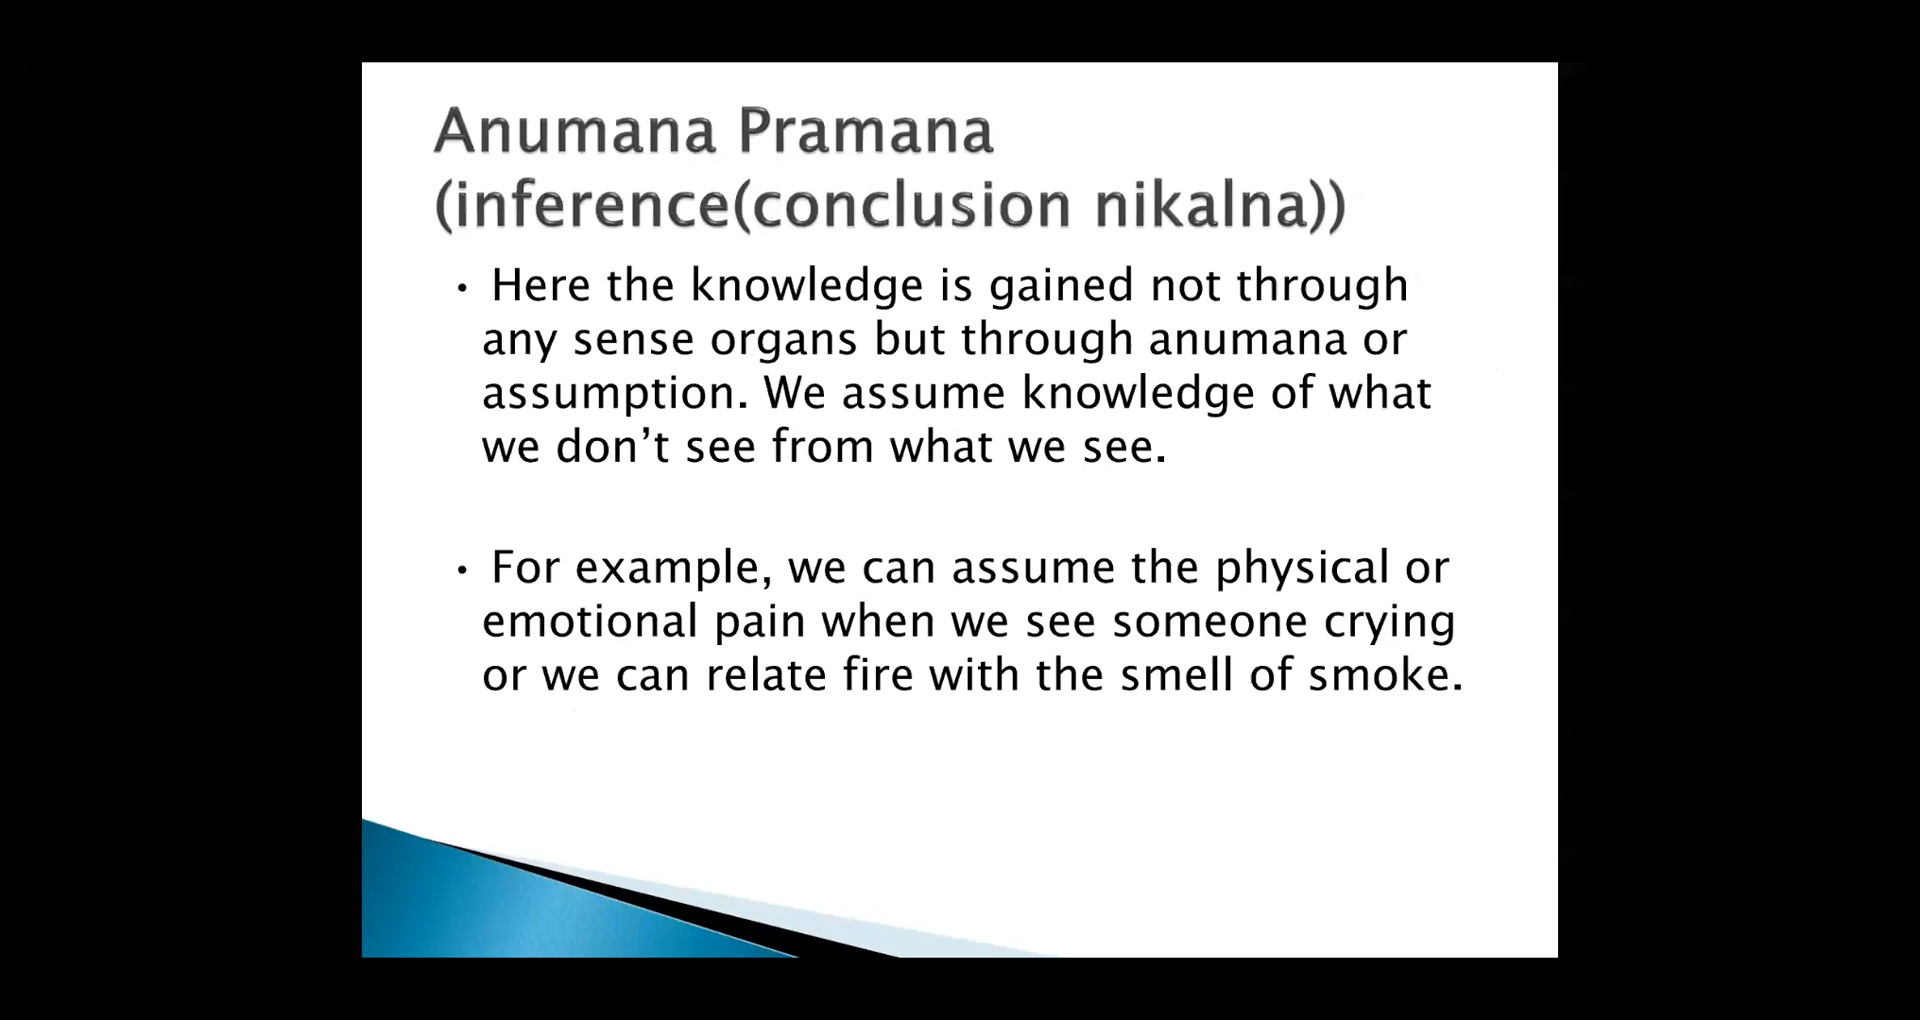 Anumana Pramana
(inference(conclusion nikalna))
• Here the knowledge is gained not through
any sense organs but through anumana or
assumption. We assume knowledge of what
we don’t see from what we see.
• For example, we can assume the physical or
emotional pain when we see someone crying
or we can relate fire with the smell of smoke.